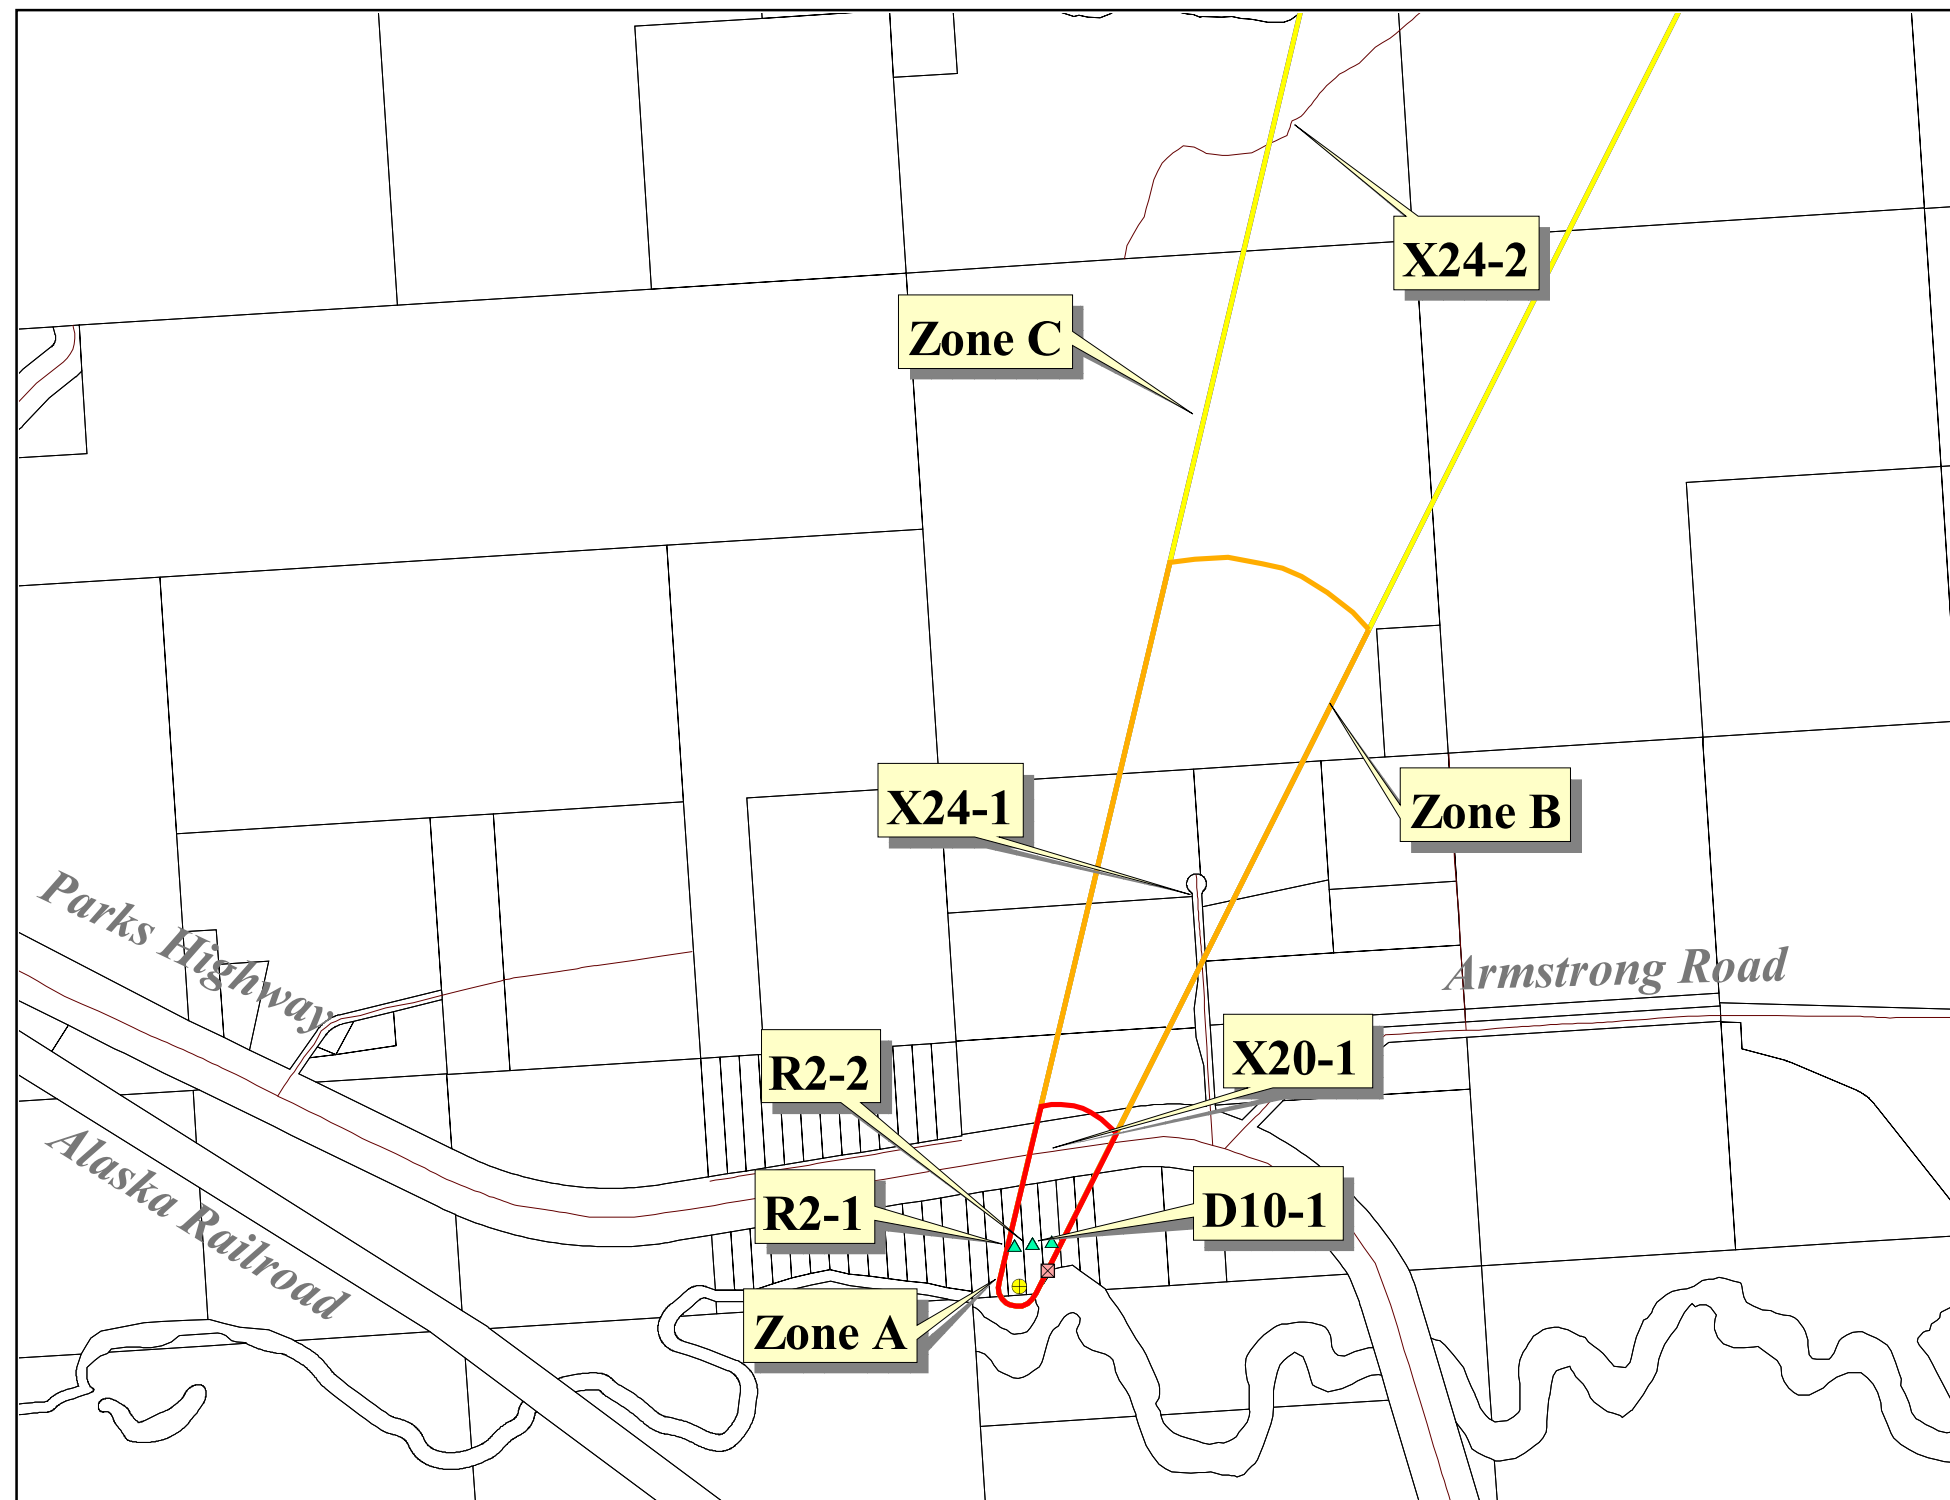 X24-2
Zone C
X24-1
Zone B
Parks Highway
Armstrong Road
R2-2
X20-1
Alaska Railroad
R2-1
D10-1
Zone A